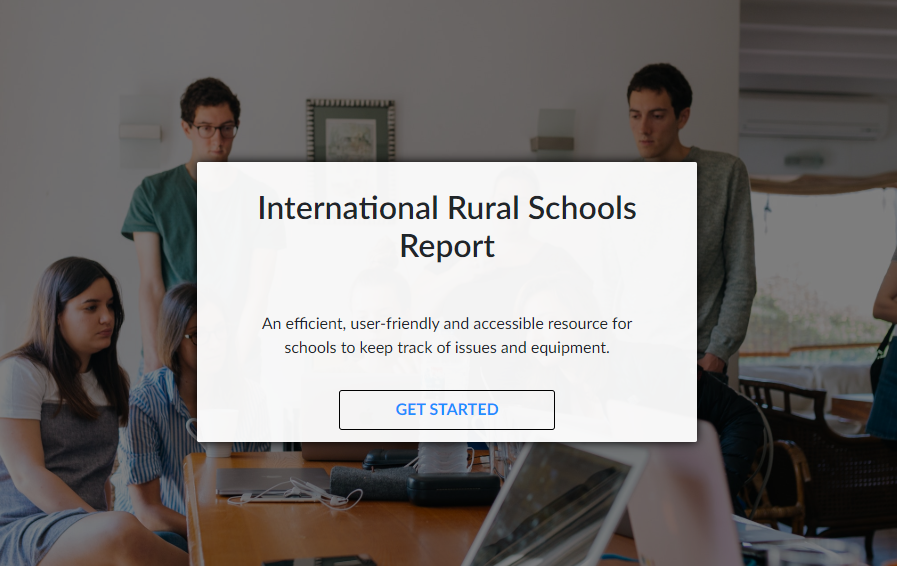 International Rural Schools
Report
An efficient, user-friendly and accessible resource for
schools to keep track of issues and equipment.
GET STARTED